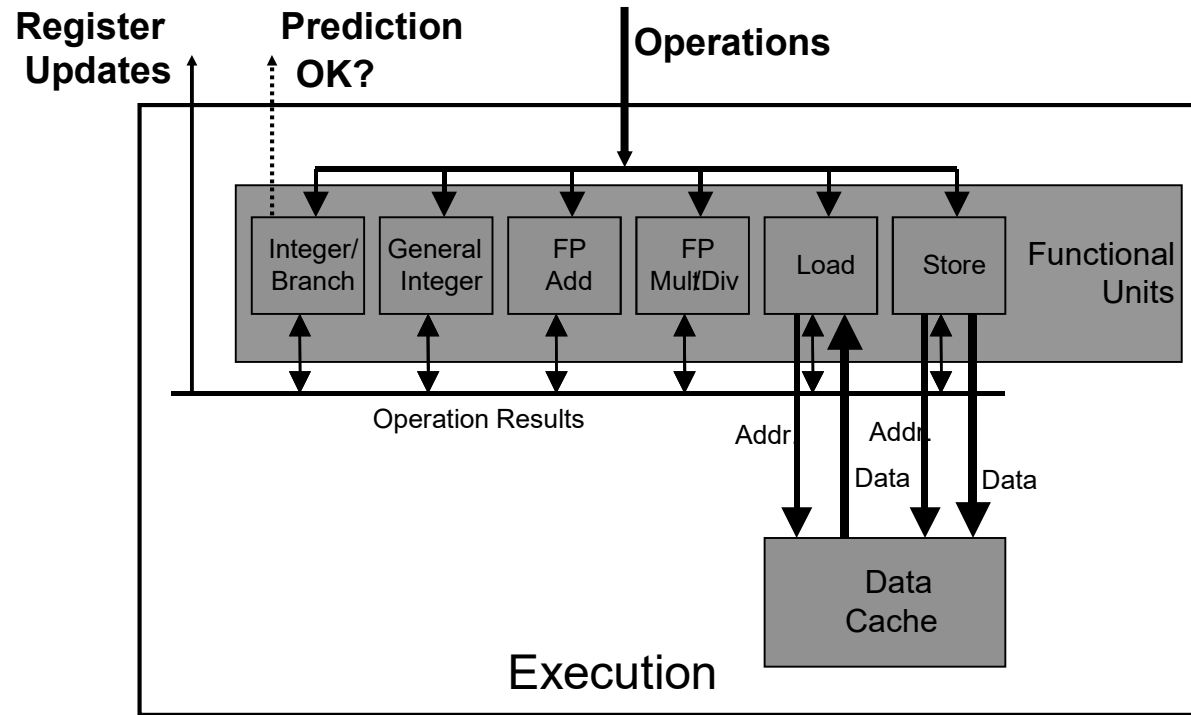 Register
Updates
Prediction
OK?
Operations
Integer/
Branch
General
Integer
FP
Add
FP
Mult/Div
Load
Store
Functional
Units
Operation Results
Addr.
Addr.
Data
Data
Data
Cache
Execution